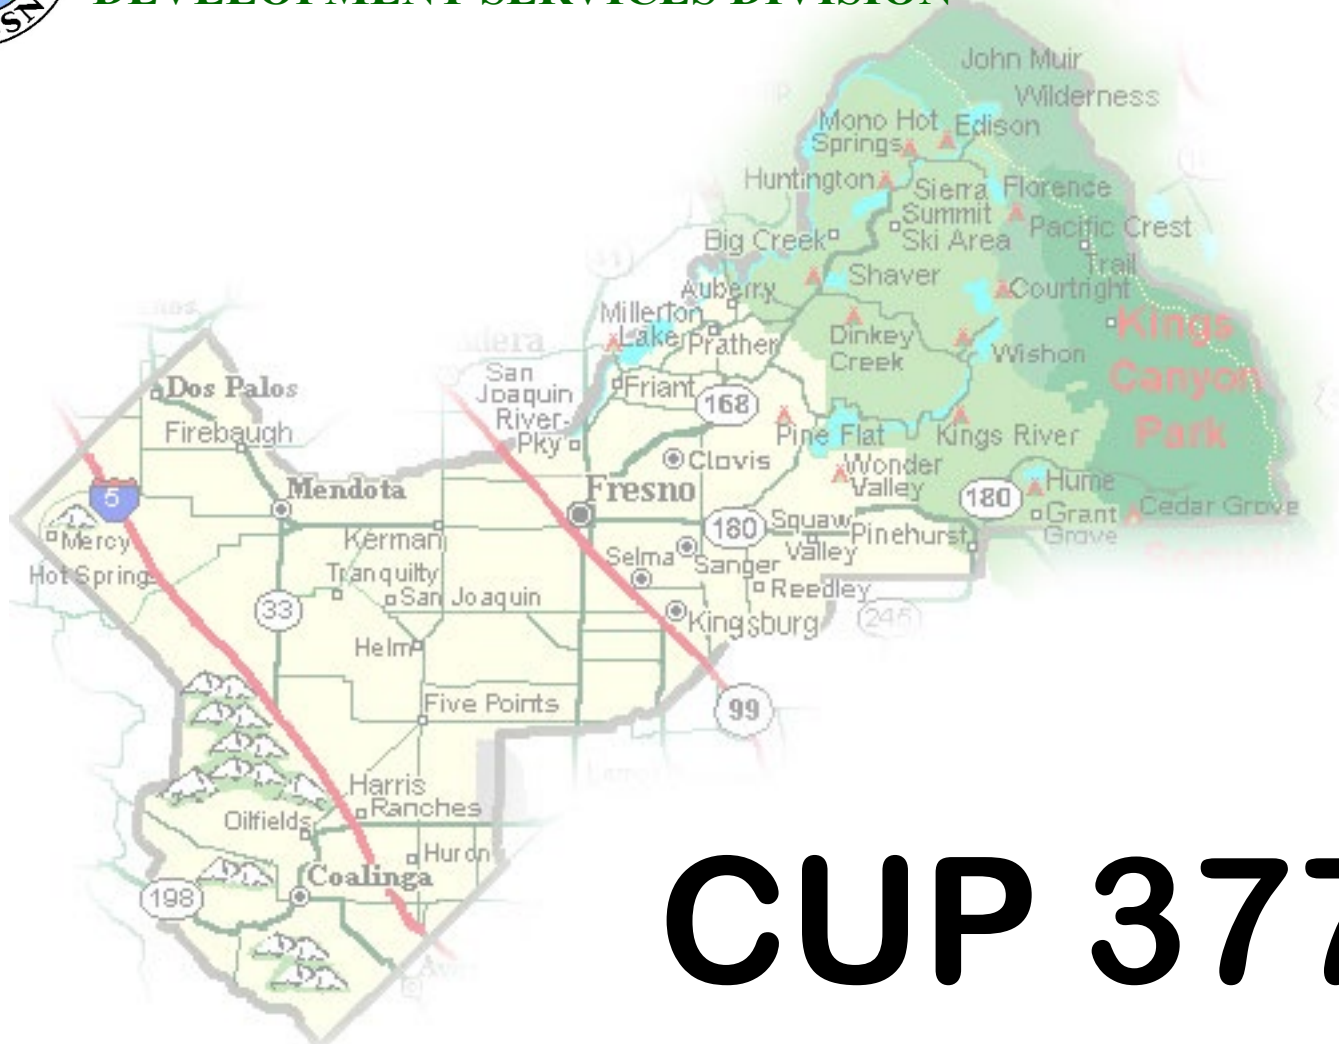 DEVELOPMENT SERVICES DIVISION
John Muir
Wilderness
Mono Hot
Springs
Edison
Huntington
Sierra
Summit
Ski Area
Florence
Pacific Crest
Trail
Big Creek
Shaver
Courtright
Auberry
Millerton
Lake
Prather
Dinkey
Creek
Wishon
Kings
Canyon
Park
San
Joaquin
River
Pky
Friant
168
Dos Palos
Firebaugh
Pine Flat
Kings River
Clovis
Wonder
Valley
Mendota
Fresno
5
180
Hume
Grant
Grove
Cedar Grove
Mercy
Hot Springs
Kerman
180
Squaw
Valley
Pinehurst
Selma
Sanger
Tranquilty
San Joaquin
Reedley
33
245
Kingsburg
Helm
Five Points
99
Harris
Ranches
Oilfields
Huron
Coalinga
198
CUP 377